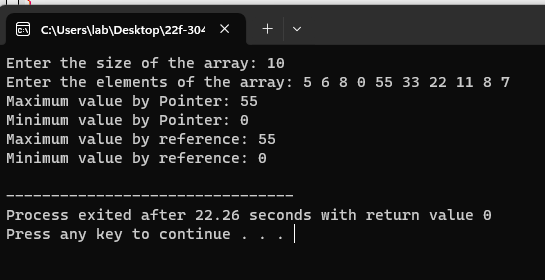 C:\Users\lab\Desktop\22f-304
Enter the size of the array: 10
Enter the elements of the array: 5 6 8 0 55 33 22 11 8 7
Maximum value by Pointer: 55
Minimum value by Pointer: 0
Maximum value by reference: 55
Minimum value by reference: 0
--------------------------------
Process exited after 22.26 seconds with return value 0
Press any key to continue . . .